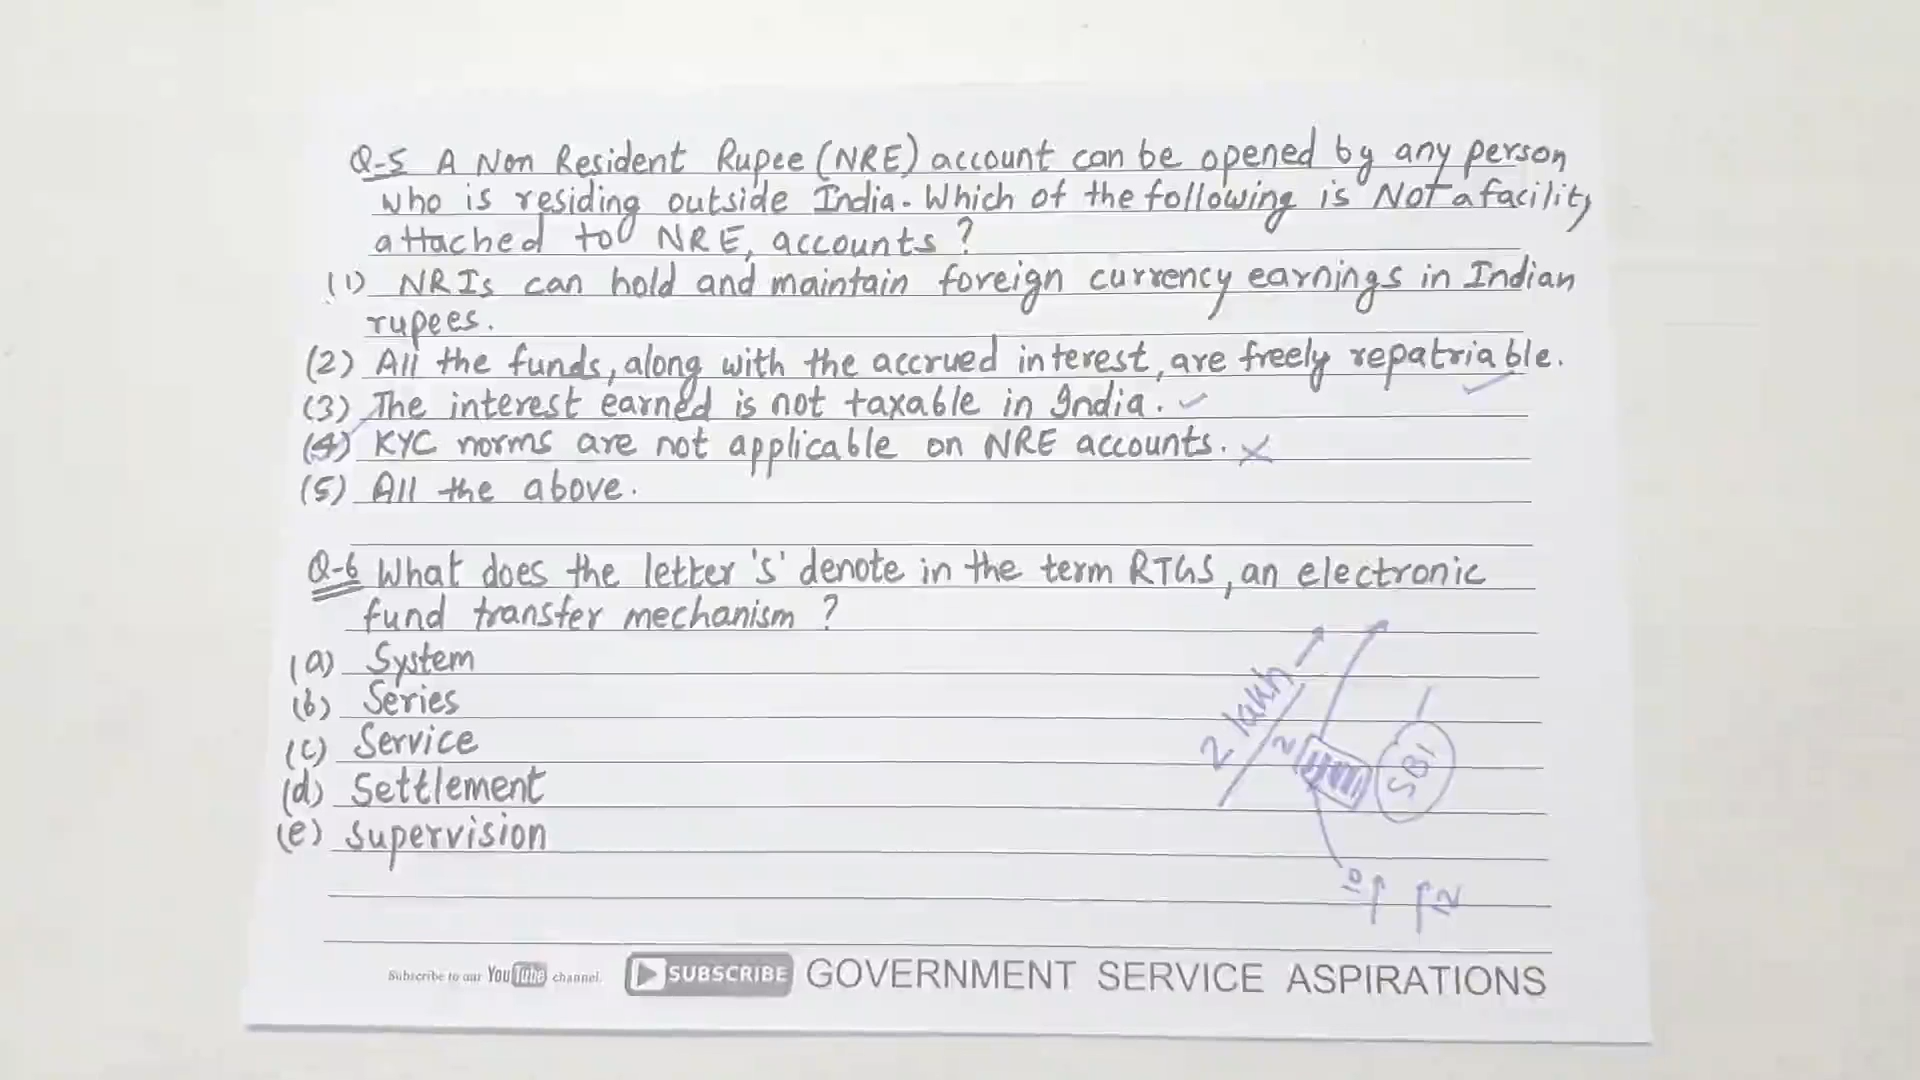 Q-5 A Non Resident Rupee (NRE) account can be opened by any person
who is residing outside India. Which of the following is Not a facility
attached to NRE, accounts ?
(1) NRIs can hold and maintain foreign currency earnings in Indian
rupees.
(2) All the funds, along with the accrued interest, are freely repatriable.
(3) The interest earned is not taxable in India.
(4) KYC norms are not applicable on NRE accounts.
(5) All the above.
Q-6 What does the letter 'S' denote in the term RTGS, an electronic
fund transfer mechanism ?
(a) System
(b) Series
(c) Service
(d) Settlement
(e) Supervision
2 lakh
SBI
Subscribe to our YouTube channel. SUBSCRIBE GOVERNMENT SERVICE ASPIRATIONS